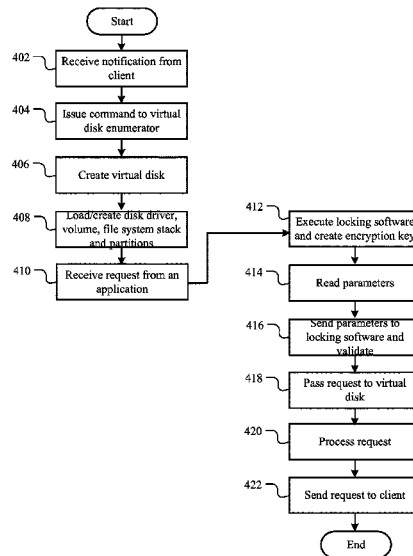 Start
402
Receive notification from
client
404
Issue command to virtual
disk enumerator
406
Create virtual disk
408
Load/create disk driver,
volume, file system stack
and partitions
410
Receive request from an
application
412
Execute locking software
and create encryption key
414
Read parameters
416
Send parameters to
locking software and
validate
418
Pass request to virtual
disk
420
Process request
422
Send request to client
End